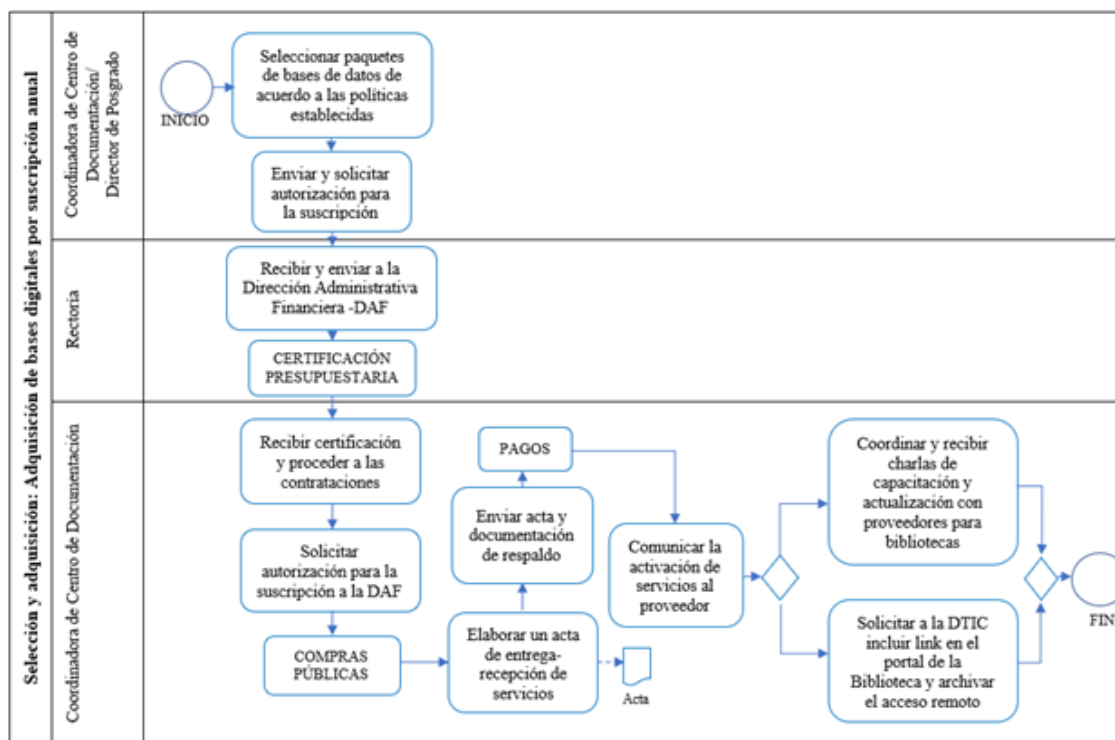 Selección y adquisición: Adquisición de bases digitales por suscripción anual
Coordinadora de Centro de
Documentación/
Director de Posgrado
INICIO
Seleccionar paquetes
de bases de datos de
acuerdo a las políticas
establecidas
Enviar y solicitar
autorización para
la suscripción
Rectoría
Recibir y enviar a la
Dirección Administrativa
Financiera -DAF
CERTIFICACIÓN
PRESUPUESTARIA
Coordinadora de Centro de Documentación
Recibir certificación
y proceder a las
contrataciones
Solicitar
autorización para la
suscripción a la DAF
COMPRAS
PÚBLICAS
Elaborar un acta
de entrega-
recepción de
servicios
Acta
Enviar acta y
documentación
de respaldo
PAGOS
Comunicar la
activación de
servicios al
proveedor
Coordinar y recibir
charlas de
capacitación y
actualización con
proveedores para
bibliotecas
Solicitar a la DTIC
incluir link en el
portal de la
Biblioteca y archivar
el acceso remoto
FIN